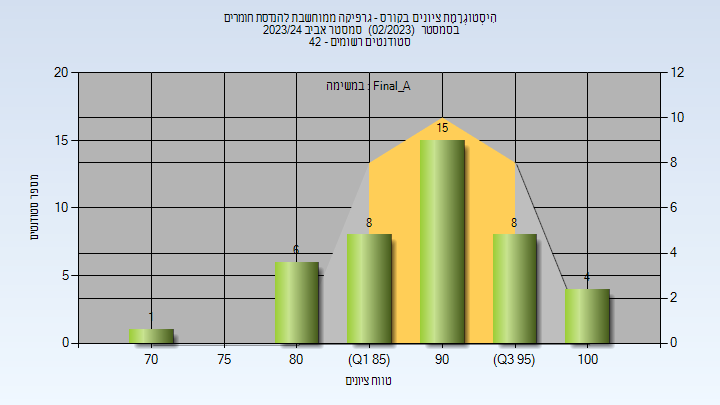 הִיסְטוֹגְרַמַת ציונים בקורס - גרפיקה ממוחשבת להנדסת חומרים
בסמסטר (02/2023) סמסטר אביב 2023/24
סטודנטים רשומים - 42
במשימה : Final_A
20 15 10 5 0
12 10 8 6 4 2 0
1 6 8 15 8 4
70 75 80 (Q1 85) 90 (Q3 95) 100
מספר סטודנטים
טווח ציונים